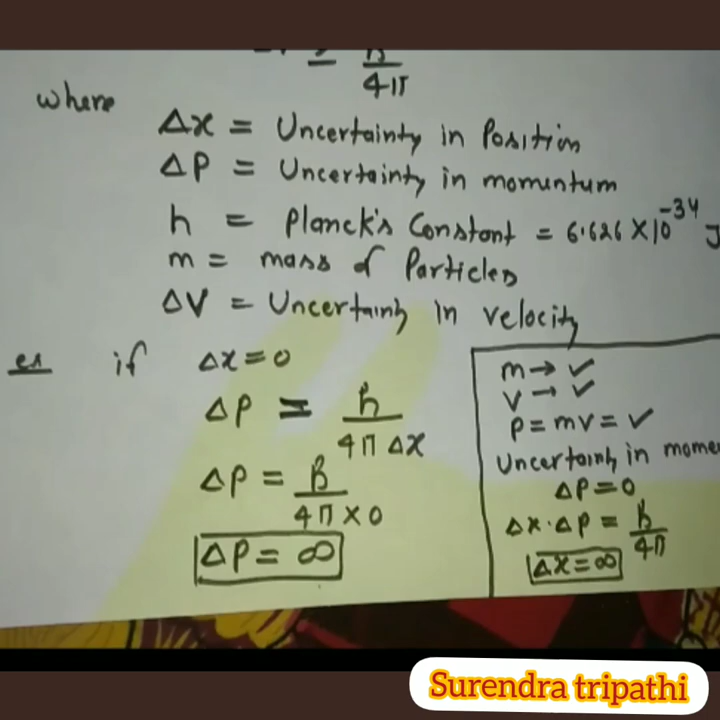 ≥ h/4π
where
Δx = Uncertainty in Position
ΔP = Uncertainty in momentum
h = Planck's Constant = 6.626 × 10⁻³⁴ J
m = mass of Particles
ΔV = Uncertainty in velocity
ex if Δx = 0
ΔP = h/4π Δx
ΔP = h/4π × 0
ΔP = ∞
m → ✓
V → ✓
P = mv = ✓
Uncertainty in mome
ΔP = 0
Δx · ΔP = h/4π
Δx = ∞
Surendra tripathi